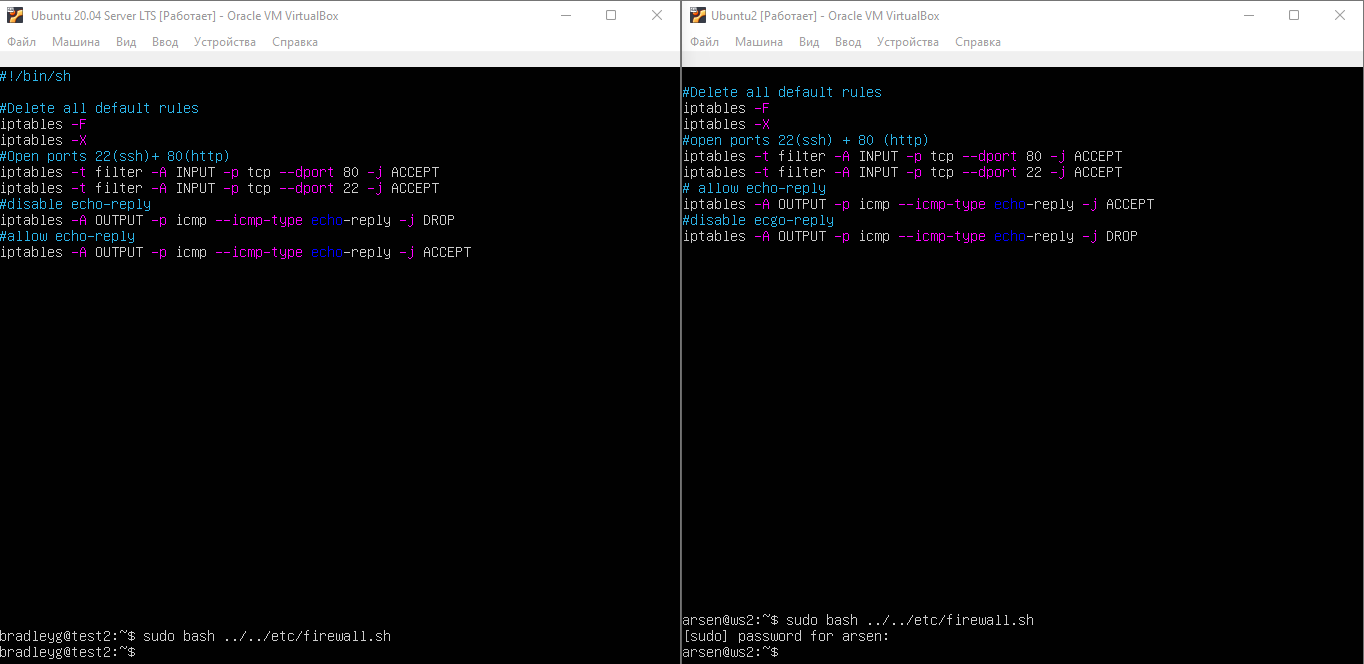 Ubuntu 20.04 Server LTS [Работает] - Oracle VM VirtualBox
Файл Машина Вид Ввод Устройства Справка
#!/bin/sh
#Delete all default rules
iptables -F
iptables -X
#Open ports 22(ssh)+ 80(http)
iptables -t filter -A INPUT -p tcp --dport 80 -j ACCEPT
iptables -t filter -A INPUT -p tcp --dport 22 -j ACCEPT
#disable echo-reply
iptables -A OUTPUT -p icmp --icmp-type echo-reply -j DROP
#allow echo-reply
iptables -A OUTPUT -p icmp --icmp-type echo-reply -j ACCEPT
bradleyg@test2:~$ sudo bash ../../etc/firewall.sh
bradleyg@test2:~$
Ubuntu2 [Работает] - Oracle VM VirtualBox
Файл Машина Вид Ввод Устройства Справка
#Delete all default rules
iptables -F
iptables -X
#open ports 22(ssh) + 80 (http)
iptables -t filter -A INPUT -p tcp --dport 80 -j ACCEPT
iptables -t filter -A INPUT -p tcp --dport 22 -j ACCEPT
# allow echo-reply
iptables -A OUTPUT -p icmp --icmp-type echo-reply -j ACCEPT
#disable ecgo-reply
iptables -A OUTPUT -p icmp --icmp-type echo-reply -j DROP
arsen@ws2:~$ sudo bash ../../etc/firewall.sh
[sudo] password for arsen:
arsen@ws2:~$